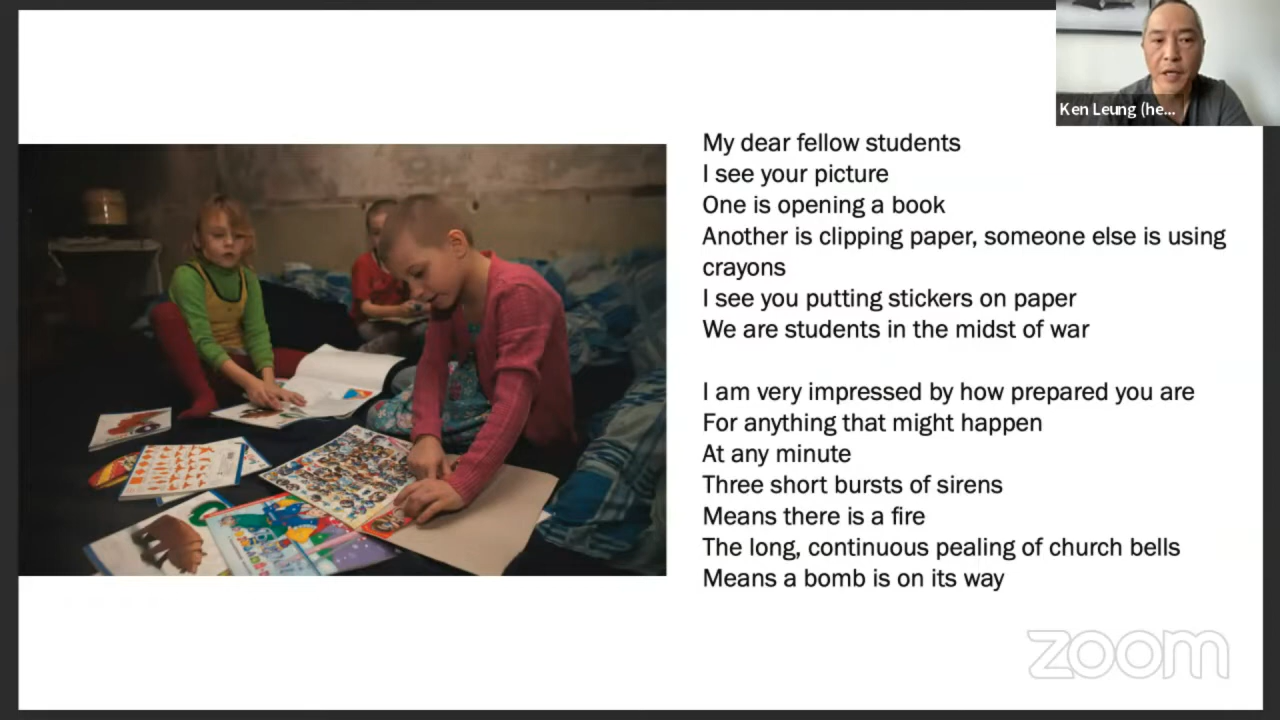 Ken Leung (he...
My dear fellow students
I see your picture
One is opening a book
Another is clipping paper, someone else is using
crayons
I see you putting stickers on paper
We are students in the midst of war
I am very impressed by how prepared you are
For anything that might happen
At any minute
Three short bursts of sirens
Means there is a fire
The long, continuous pealing of church bells
Means a bomb is on its way
zoom